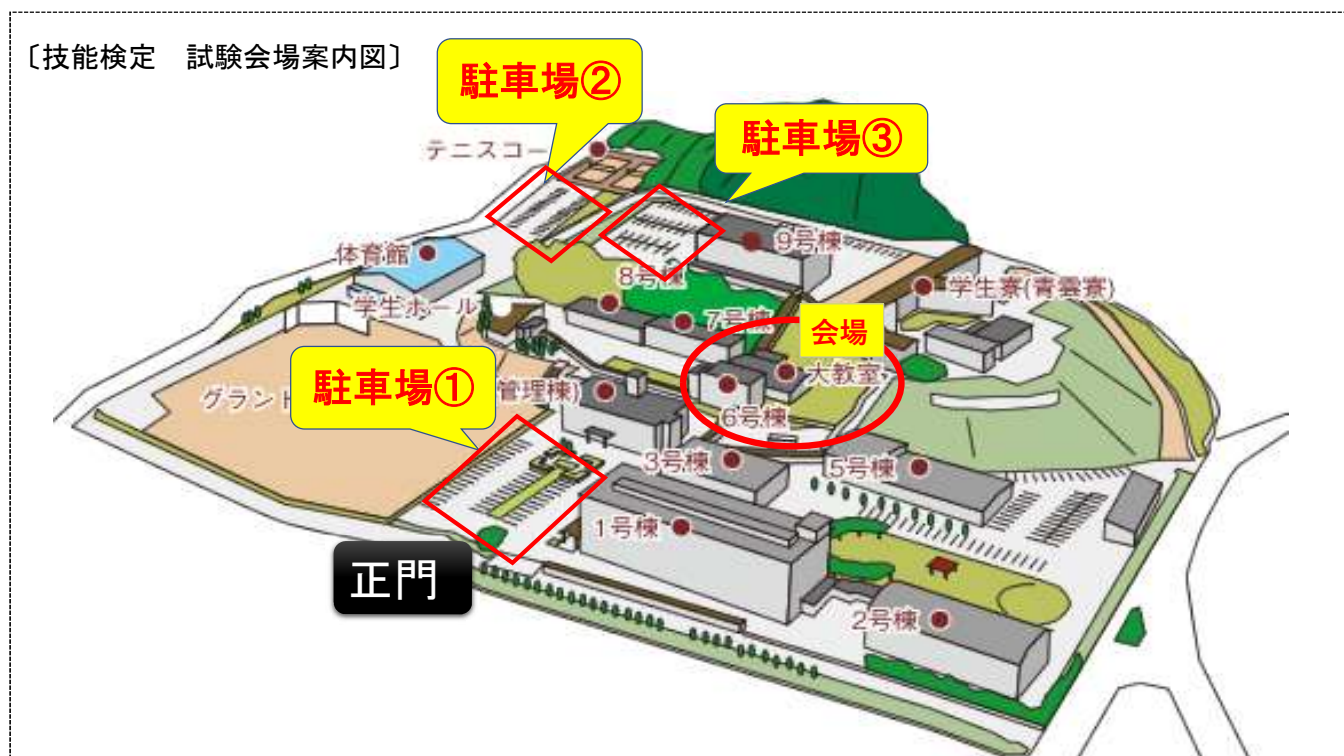 〔技能検定　試験会場案内図〕
駐車場②
駐車場③
テニスコー
9号棟
体育館
8号棟
学生寮(青雲寮)
学生ホール
7号棟
会場
大教室
駐車場①
グランド
管理棟)
6号棟
3号棟
5号棟
1号棟
正門
2号棟